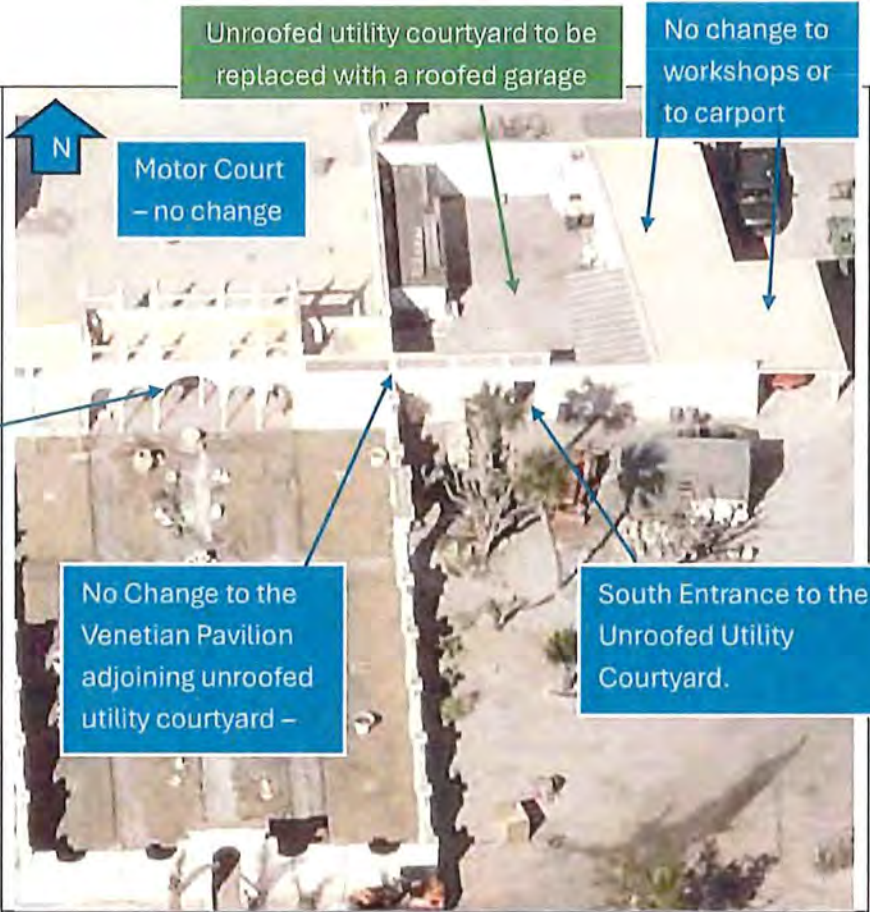 Unroofed utility courtyard to be
replaced with a roofed garage
No change to
workshops or
to carport
N
Motor Court
– no change
No Change to the
Venetian Pavilion
adjoining unroofed
utility courtyard –
South Entrance to the
Unroofed Utility
Courtyard.